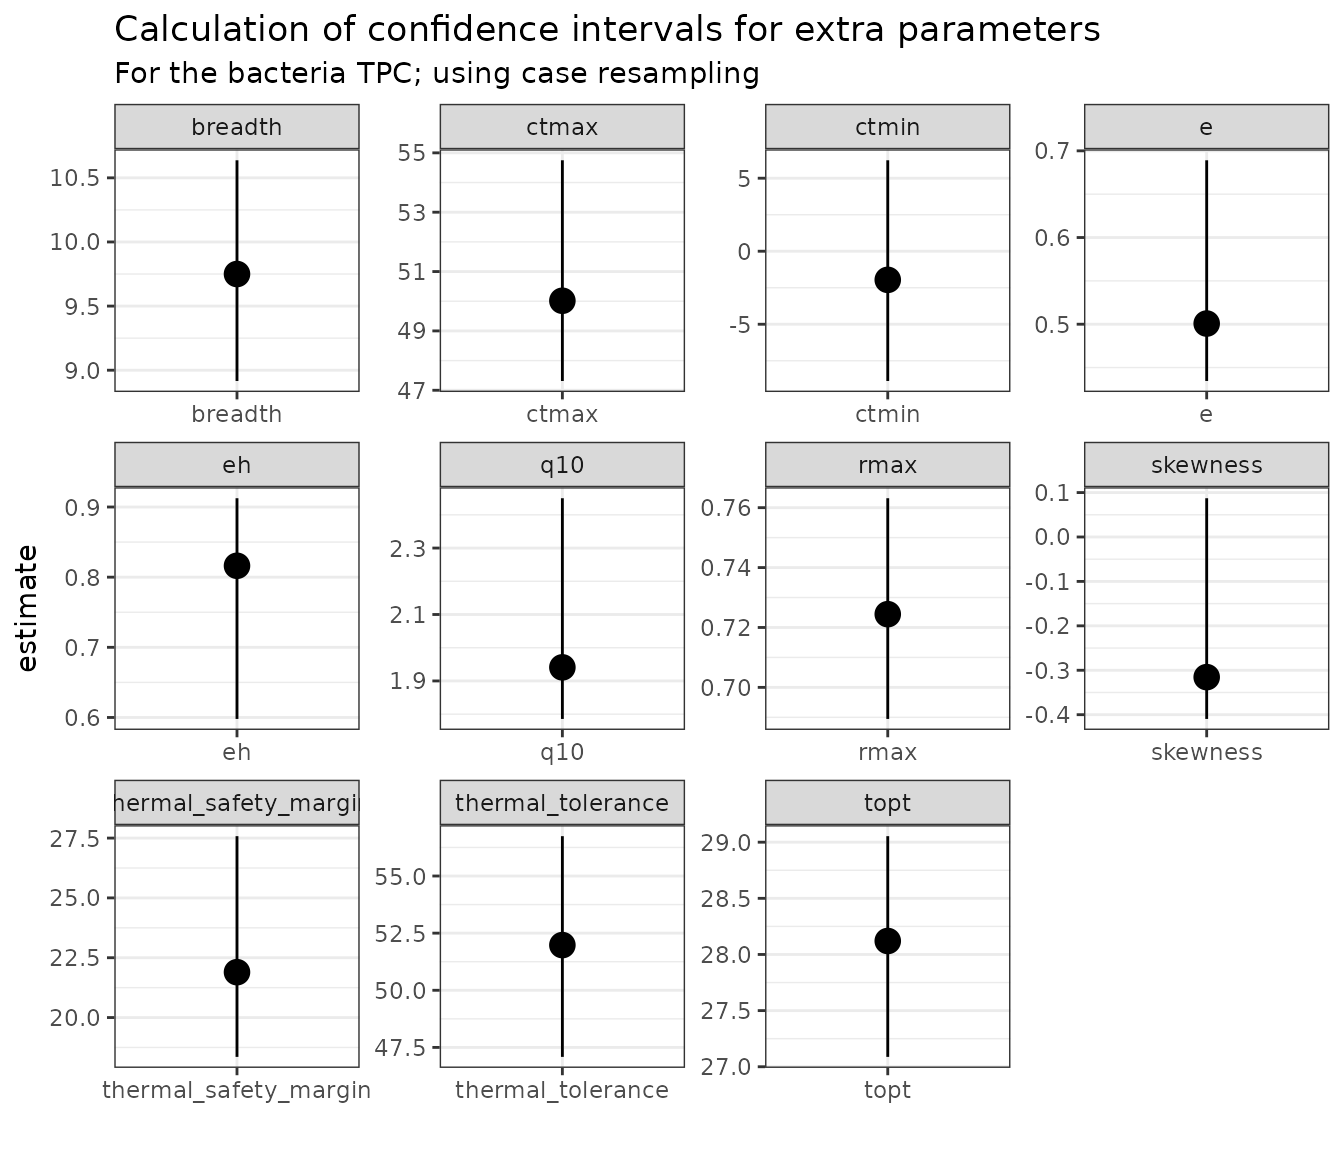 Calculation of confidence intervals for extra parameters
For the bacteria TPC; using case resampling
breadth
ctmax
ctmin
e
10.5
10.0
9.5
9.0
55
53
51
49
47
5
0
-5
0.7
0.6
0.5
breadth
ctmax
ctmin
e
estimate
eh
q10
rmax
skewness
0.9
0.8
0.7
0.6
2.3
2.1
1.9
0.76
0.74
0.72
0.70
0.1
0.0
-0.1
-0.2
-0.3
-0.4
eh
q10
rmax
skewness
hermal_safety_margi
thermal_tolerance
topt
27.5
25.0
22.5
20.0
55.0
52.5
50.0
47.5
29.0
28.5
28.0
27.5
27.0
thermal_safety_margin
thermal_tolerance
topt